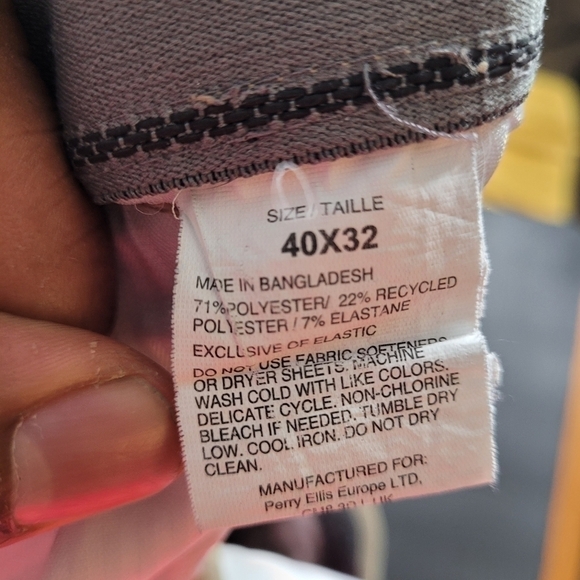 SIZE / TAILLE
40X32
MADE IN BANGLADESH
71%POLYESTER/ 22% RECYCLED
POLYESTER / 7% ELASTANE
EXCLUSIVE OF ELASTIC
DO NOT USE FABRIC SOFTENERS
OR DRYER SHEETS. MACHINE
WASH COLD WITH LIKE COLORS.
DELICATE CYCLE. NON-CHLORINE
BLEACH IF NEEDED. TUMBLE DRY
LOW. COOL IRON. DO NOT DRY
CLEAN.
MANUFACTURED FOR:
Perry Ellis Europe LTD,